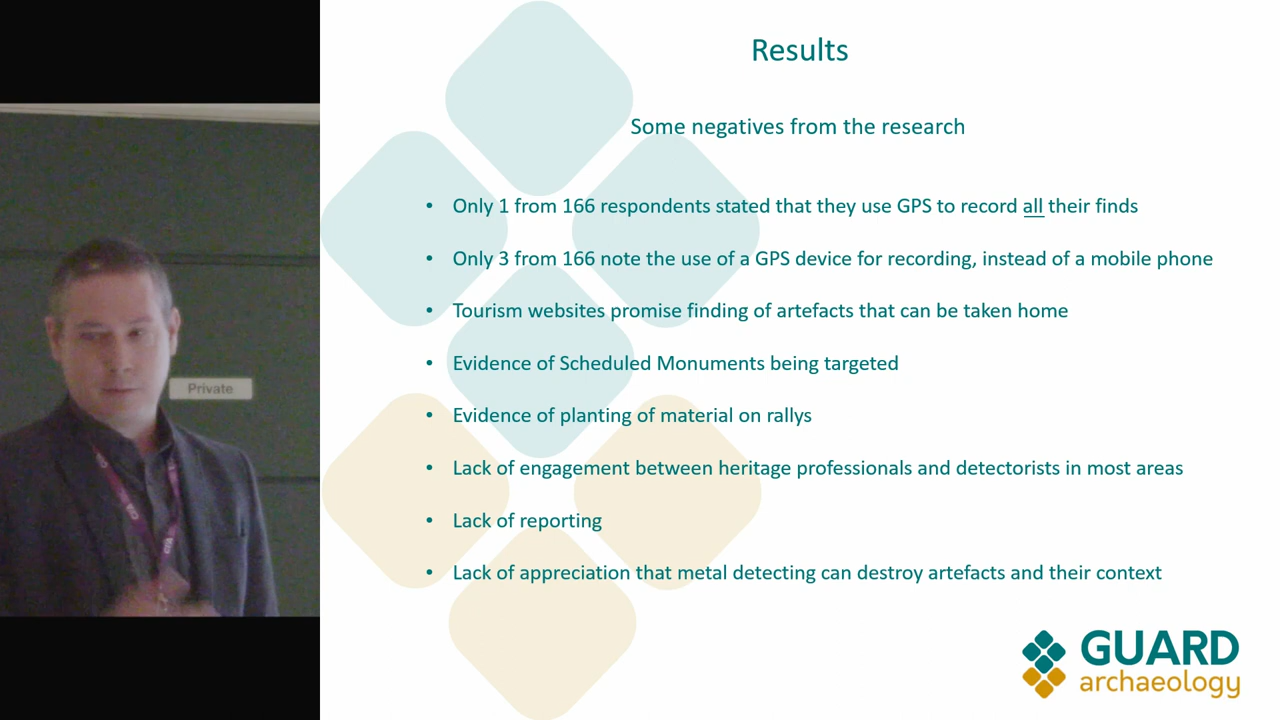 Results
Some negatives from the research
• Only 1 from 166 respondents stated that they use GPS to record all their finds
• Only 3 from 166 note the use of a GPS device for recording, instead of a mobile phone
• Tourism websites promise finding of artefacts that can be taken home
• Evidence of Scheduled Monuments being targeted
• Evidence of planting of material on rallys
• Lack of engagement between heritage professionals and detectorists in most areas
• Lack of reporting
• Lack of appreciation that metal detecting can destroy artefacts and their context
Private
GUARD
archaeology